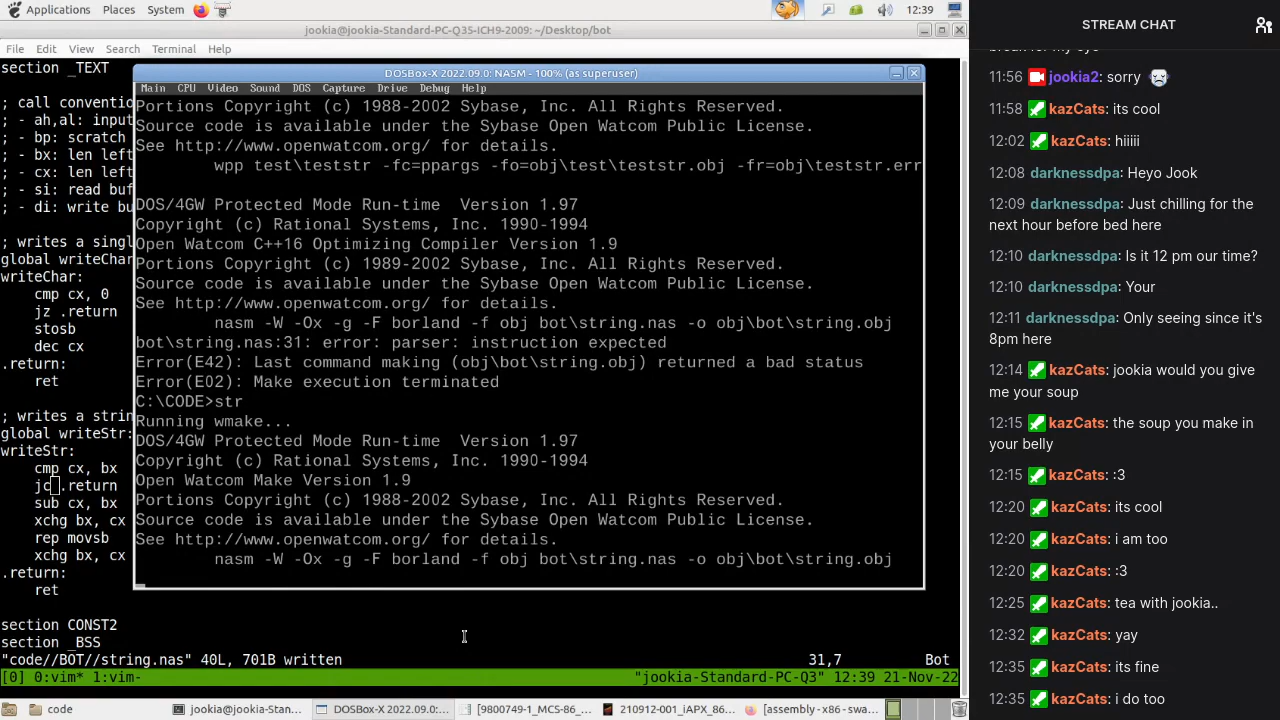 Applications Places System 12:39
jookia@jookia-Standard-PC-Q35-ICH9-2009: ~/Desktop/bot
File Edit View Search Terminal Help
section _TEXT
; call conventio
; - ah,al: input
; - bp: scratch
; - bx: len left
; - cx: len left
; - si: read buf
; - di: write bu
; writes a singl
global writeChar
writeChar:
cmp cx, 0
jz .return
stosb
dec cx
.return:
ret
; writes a strin
global writeStr:
writeStr:
cmp cx, bx
jc .return
sub cx, bx
xchg bx, cx
rep movsb
xchg bx, cx
.return:
ret
section CONST2
section _BSS
"code//BOT//string.nas" 40L, 701B written 31,7 Bot
[0] 0:vim* 1:vim- "jookia-Standard-PC-Q3" 12:39 21-Nov-22
DOSBox-X 2022.09.0: NASM - 100% (as superuser)
Main CPU Video Sound DOS Capture Drive Debug Help
Portions Copyright (c) 1988-2002 Sybase, Inc. All Rights Reserved.
Source code is available under the Sybase Open Watcom Public License.
See http://www.openwatcom.org/ for details.
wpp test\teststr -fc=ppargs -fo=obj\test\teststr.obj -fr=obj\teststr.err
DOS/4GW Protected Mode Run-time Version 1.97
Copyright (c) Rational Systems, Inc. 1990-1994
Open Watcom C++16 Optimizing Compiler Version 1.9
Portions Copyright (c) 1989-2002 Sybase, Inc. All Rights Reserved.
Source code is available under the Sybase Open Watcom Public License.
See http://www.openwatcom.org/ for details.
nasm -W -Ox -g -F borland -f obj bot\string.nas -o obj\bot\string.obj
bot\string.nas:31: error: parser: instruction expected
Error(E42): Last command making (obj\bot\string.obj) returned a bad status
Error(E02): Make execution terminated
C:\CODE>str
Running wmake...
DOS/4GW Protected Mode Run-time Version 1.97
Copyright (c) Rational Systems, Inc. 1990-1994
Open Watcom Make Version 1.9
Portions Copyright (c) 1988-2002 Sybase, Inc. All Rights Reserved.
Source code is available under the Sybase Open Watcom Public License.
See http://www.openwatcom.org/ for details.
nasm -W -Ox -g -F borland -f obj bot\string.nas -o obj\bot\string.obj
code jookia@jookia-Stan... DOSBox-X 2022.09.0:... [9800749-1_MCS-86_... 210912-001_iAPX_86... [assembly - x86 - swa...
STREAM CHAT
11:56 jookia2: sorry
11:58 kazCats: its cool
12:02 kazCats: hiiiii
12:08 darknessdpa: Heyo Jook
12:09 darknessdpa: Just chilling for the
next hour before bed here
12:10 darknessdpa: Is it 12 pm our time?
12:10 darknessdpa: Your
12:11 darknessdpa: Only seeing since it's
8pm here
12:14 kazCats: jookia would you give
me your soup
12:15 kazCats: the soup you make in
your belly
12:15 kazCats: :3
12:20 kazCats: its cool
12:20 kazCats: i am too
12:20 kazCats: :3
12:25 kazCats: tea with jookia..
12:32 kazCats: yay
12:35 kazCats: its fine
12:35 kazCats: i do too